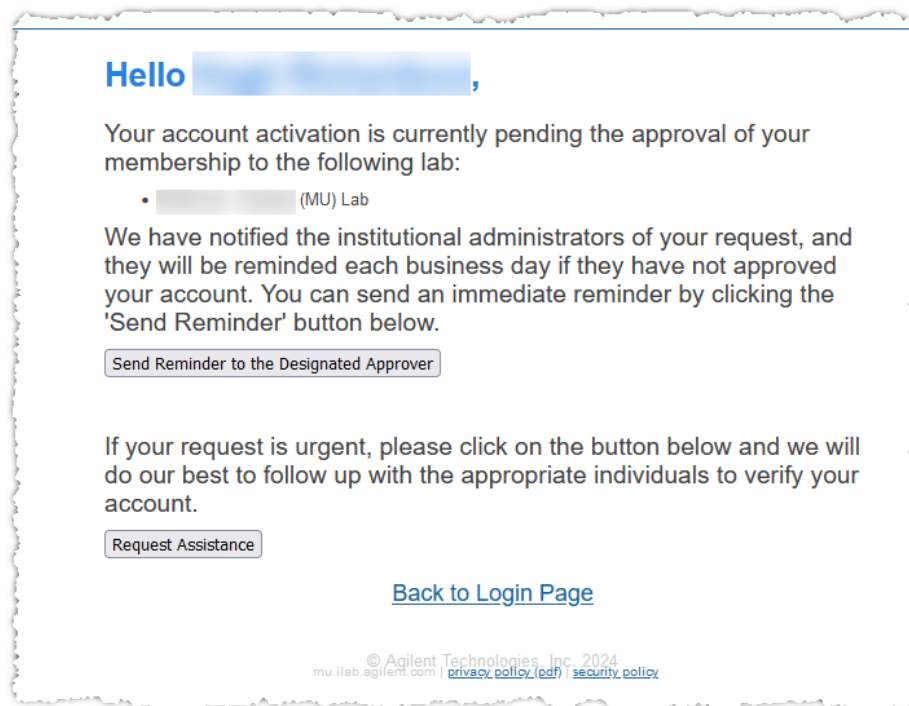 Hello ,
Your account activation is currently pending the approval of your
membership to the following lab:
• (MU) Lab
We have notified the institutional administrators of your request, and
they will be reminded each business day if they have not approved
your account. You can send an immediate reminder by clicking the
'Send Reminder' button below.
Send Reminder to the Designated Approver
If your request is urgent, please click on the button below and we will
do our best to follow up with the appropriate individuals to verify your
account.
Request Assistance
Back to Login Page
© Agilent Technologies, Inc. 2024
mu.ilab.agilent.com | privacy policy (pdf) | security policy